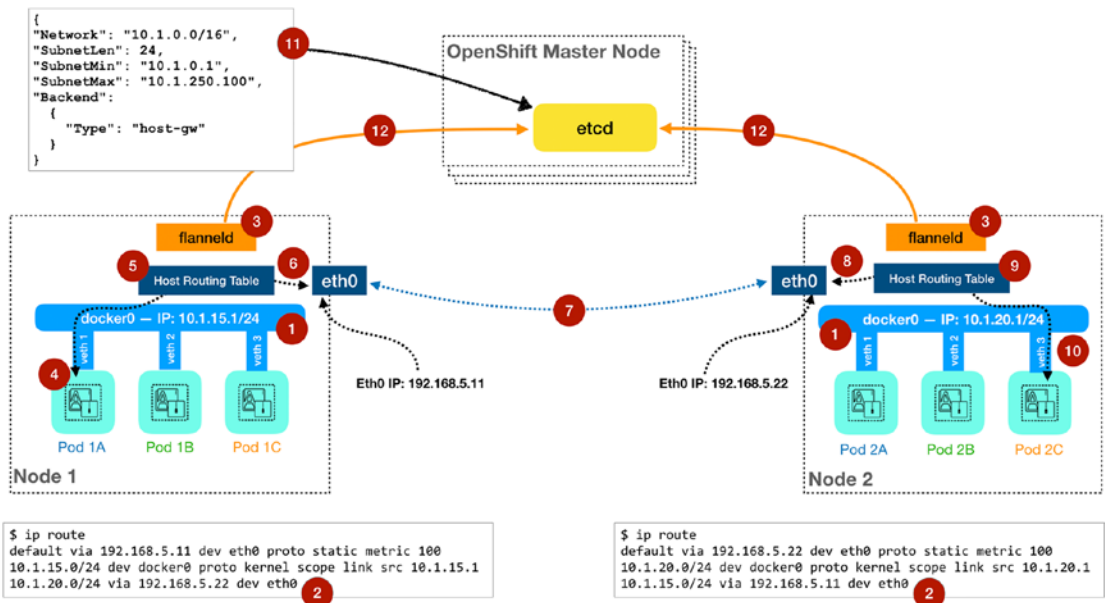 {
"Network": "10.1.0.0/16",
"SubnetLen": 24,
"SubnetMin": "10.1.0.1",
"SubnetMax": "10.1.250.100",
"Backend":
{
"Type": "host-gw"
}
}
11
OpenShift Master Node
etcd
12
12
flanneld
3
5
Host Routing Table
6
eth0
docker0 — IP: 10.1.15.1/24
1
veth 1
veth 2
veth 3
4
Pod 1A
Pod 1B
Pod 1C
Node 1
7
Eth0 IP: 192.168.5.11
Eth0 IP: 192.168.5.22
flanneld
3
eth0
8
Host Routing Table
9
docker0 — IP: 10.1.20.1/24
1
veth 1
veth 2
veth 3
10
Pod 2A
Pod 2B
Pod 2C
Node 2
$ ip route
default via 192.168.5.11 dev eth0 proto static metric 100
10.1.15.0/24 dev docker0 proto kernel scope link src 10.1.15.1
10.1.20.0/24 via 192.168.5.22 dev eth0
2
$ ip route
default via 192.168.5.22 dev eth0 proto static metric 100
10.1.20.0/24 dev docker0 proto kernel scope link src 10.1.20.1
10.1.15.0/24 via 192.168.5.11 dev eth0
2